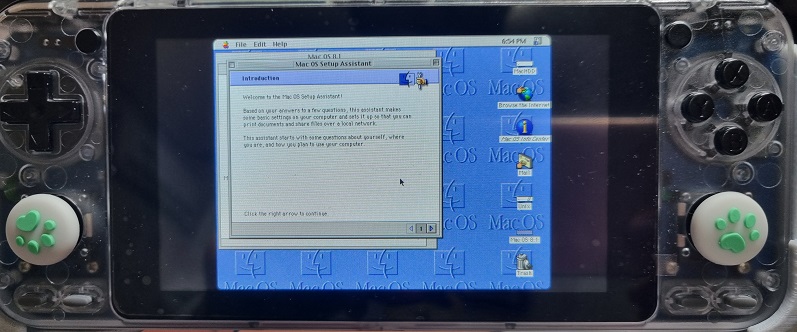 File Edit Help
6:54 PM
Mac OS 8.1
Mac OS Setup Assistant
Introduction
Welcome to the Mac OS Setup Assistant!
Based on your answers to a few questions, this assistant makes
some basic settings on your computer and sets it up so that you can
print documents and share files over a local network.
This assistant starts with some questions about yourself, where
you are, and how you plan to use your computer.
Click the right arrow to continue.
1
MacHDD
Browse the Internet
Mac OS Info Center
Mail
Unix
Mac OS 8.1
Trash
Mac OS
Mac OS
Mac OS
Mac OS
Mac OS
Mac OS
Mac OS
Mac OS